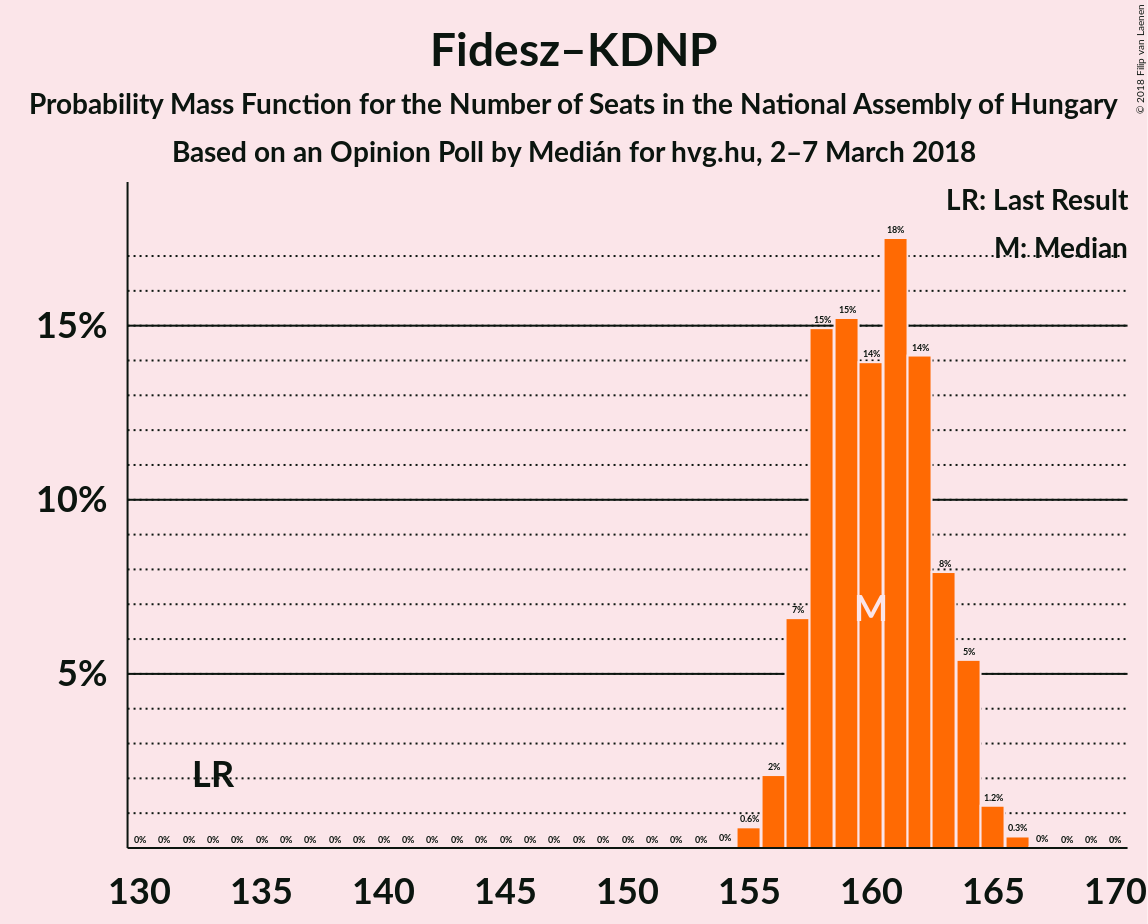 Fidesz–KDNP
Probability Mass Function for the Number of Seats in the National Assembly of Hungary
Based on an Opinion Poll by Medián for hvg.hu, 2–7 March 2018
© 2018 Filip van Laenen
LR: Last Result
M: Median
15%
10%
5%
LR
M
0% 0% 0% 0% 0% 0% 0% 0% 0% 0% 0% 0% 0% 0% 0% 0% 0% 0% 0% 0% 0% 0% 0% 0% 0% 0.6% 2% 7% 15% 15% 14% 18% 14% 8% 5% 1.2% 0.3% 0% 0% 0% 0%
130 135 140 145 150 155 160 165 170